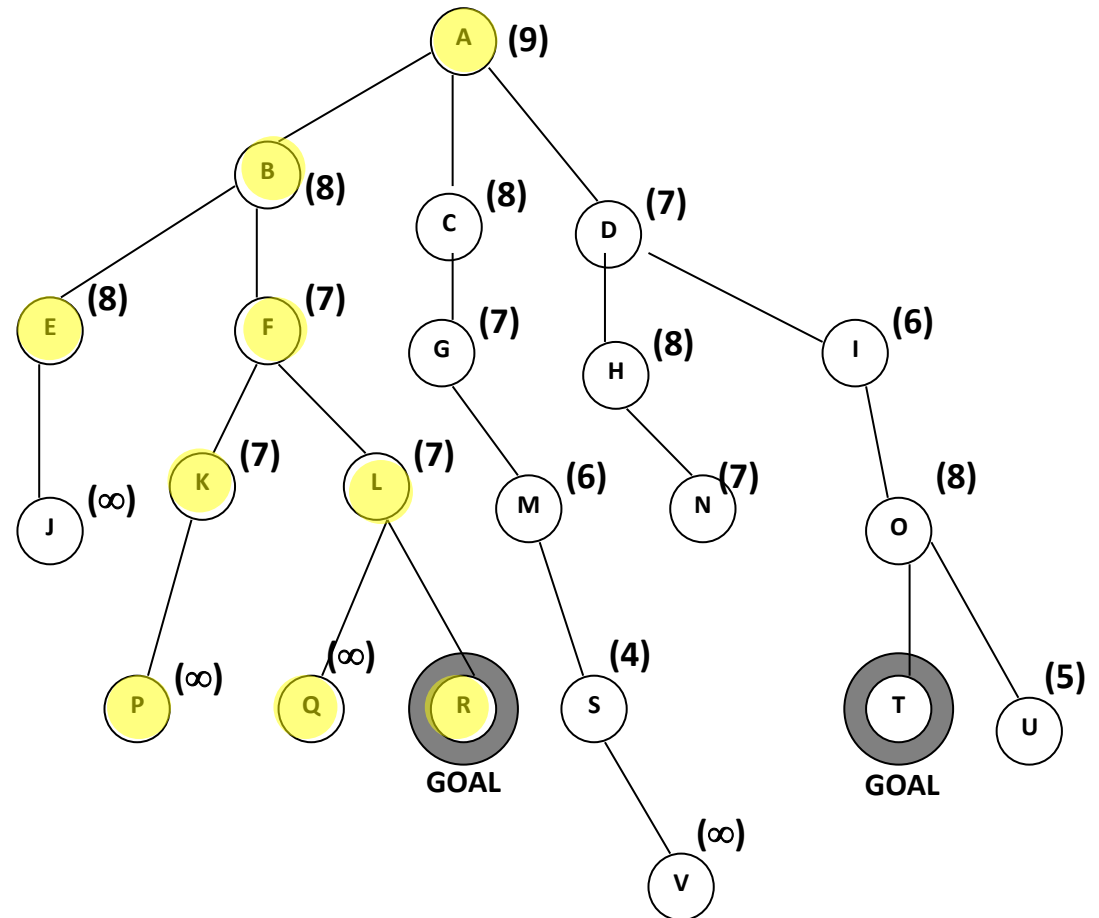 A (9)
B (8)
C (8)
D (7)
E (8)
F (7)
G (7)
H (8)
I (6)
J (∞)
K (7)
L (7)
M (6)
N (7)
O (8)
P (∞)
Q (∞)
R
GOAL
S (4)
T
GOAL
U (5)
V (∞)